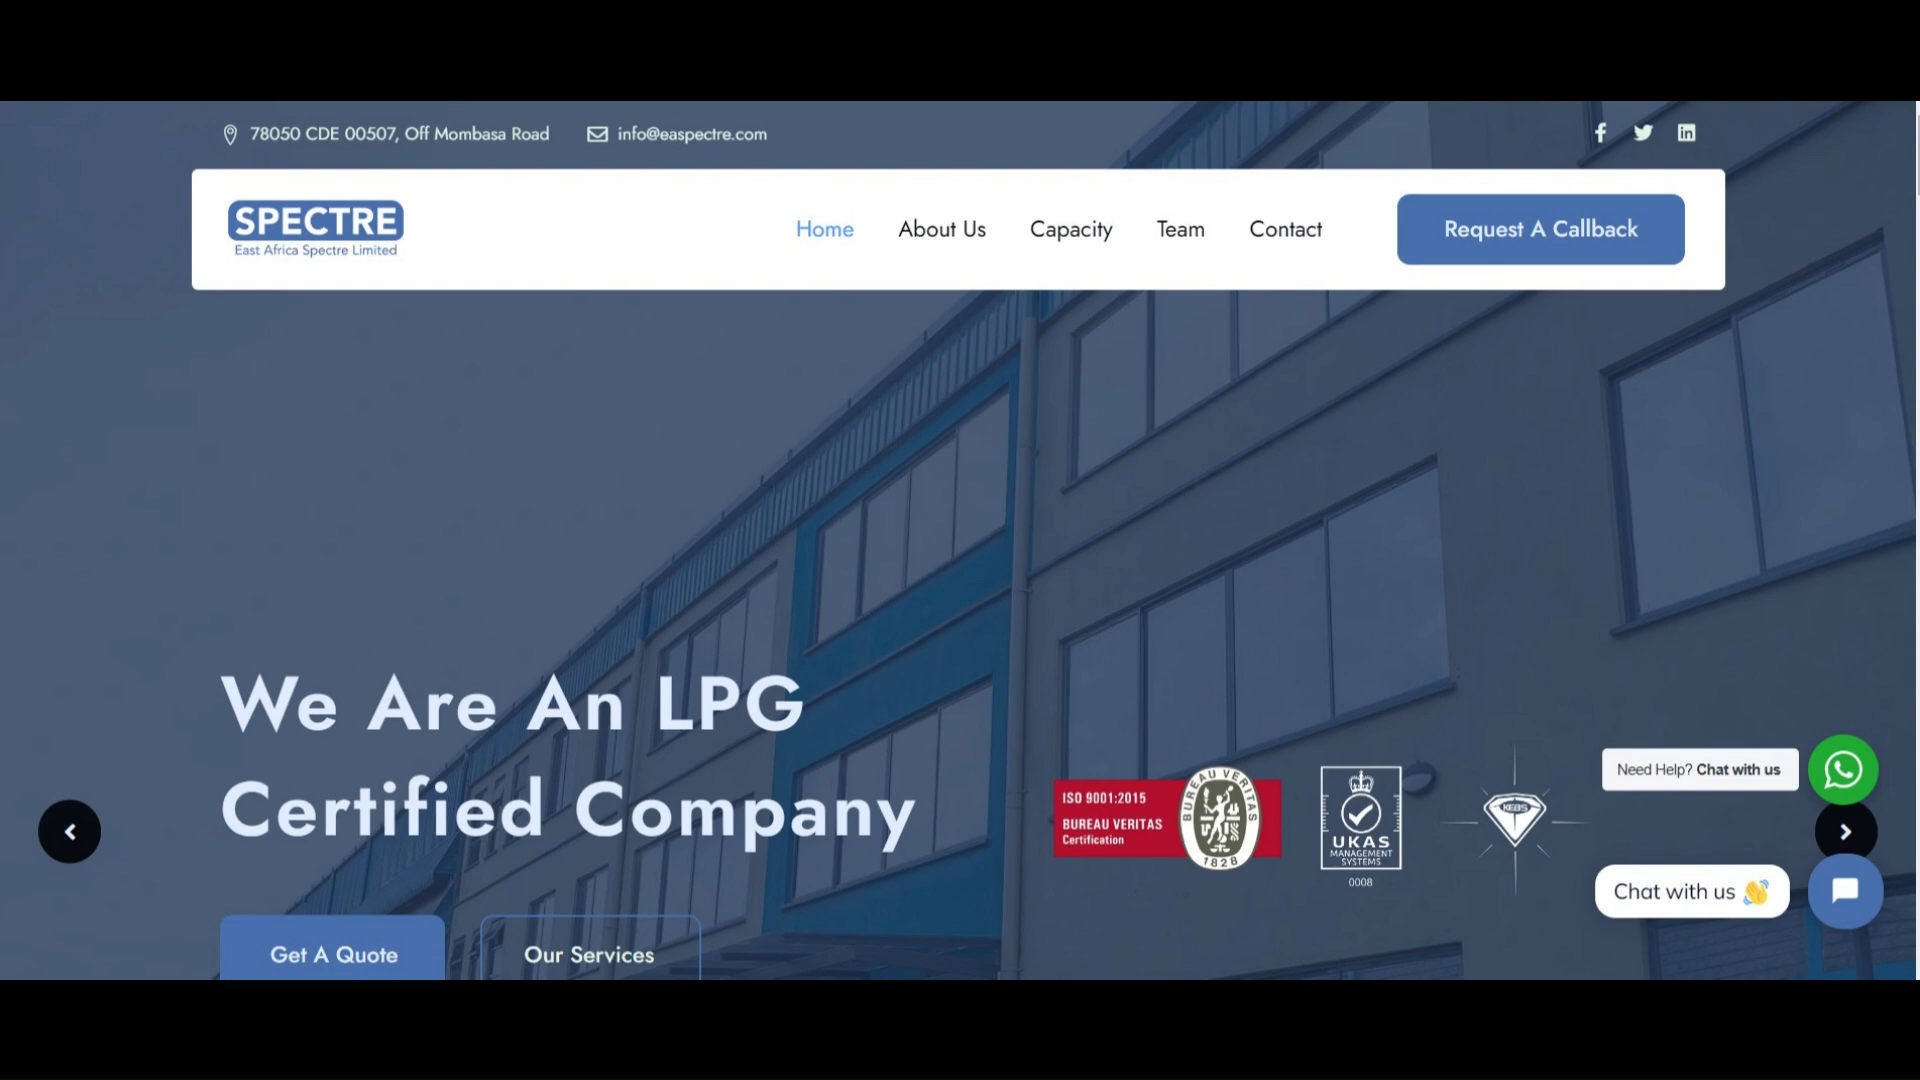 78050 CDE 00507, Off Mombasa Road
info@easpectre.com
SPECTRE
East Africa Spectre Limited
Home
About Us
Capacity
Team
Contact
Request A Callback
We Are An LPG
Certified Company
Get A Quote
Our Services
ISO 9001:2015
BUREAU VERITAS
Certification
BUREAU VERITAS
1828
UKAS
MANAGEMENT
SYSTEMS
0008
KEBS
Need Help? Chat with us
Chat with us 👋